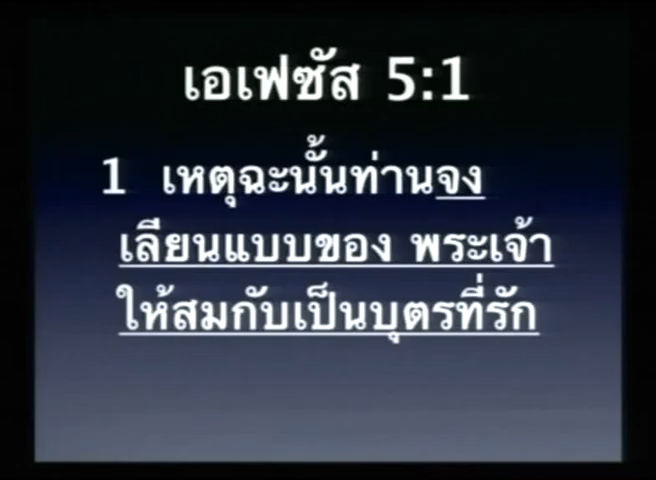 เอเฟซัส 5:1
1 เหตุฉะนั้นท่านจง
เลียนแบบของ พระเจ้า
ให้สมกับเป็นบุตรที่รัก